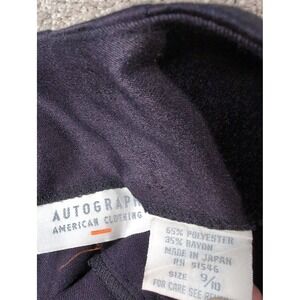 AUTOGRAPH
AMERICAN CLOTHING
65% POLYESTER
35% RAYON
MADE IN JAPAN
RN 51546
SIZE 9/10
FOR CARE SEE